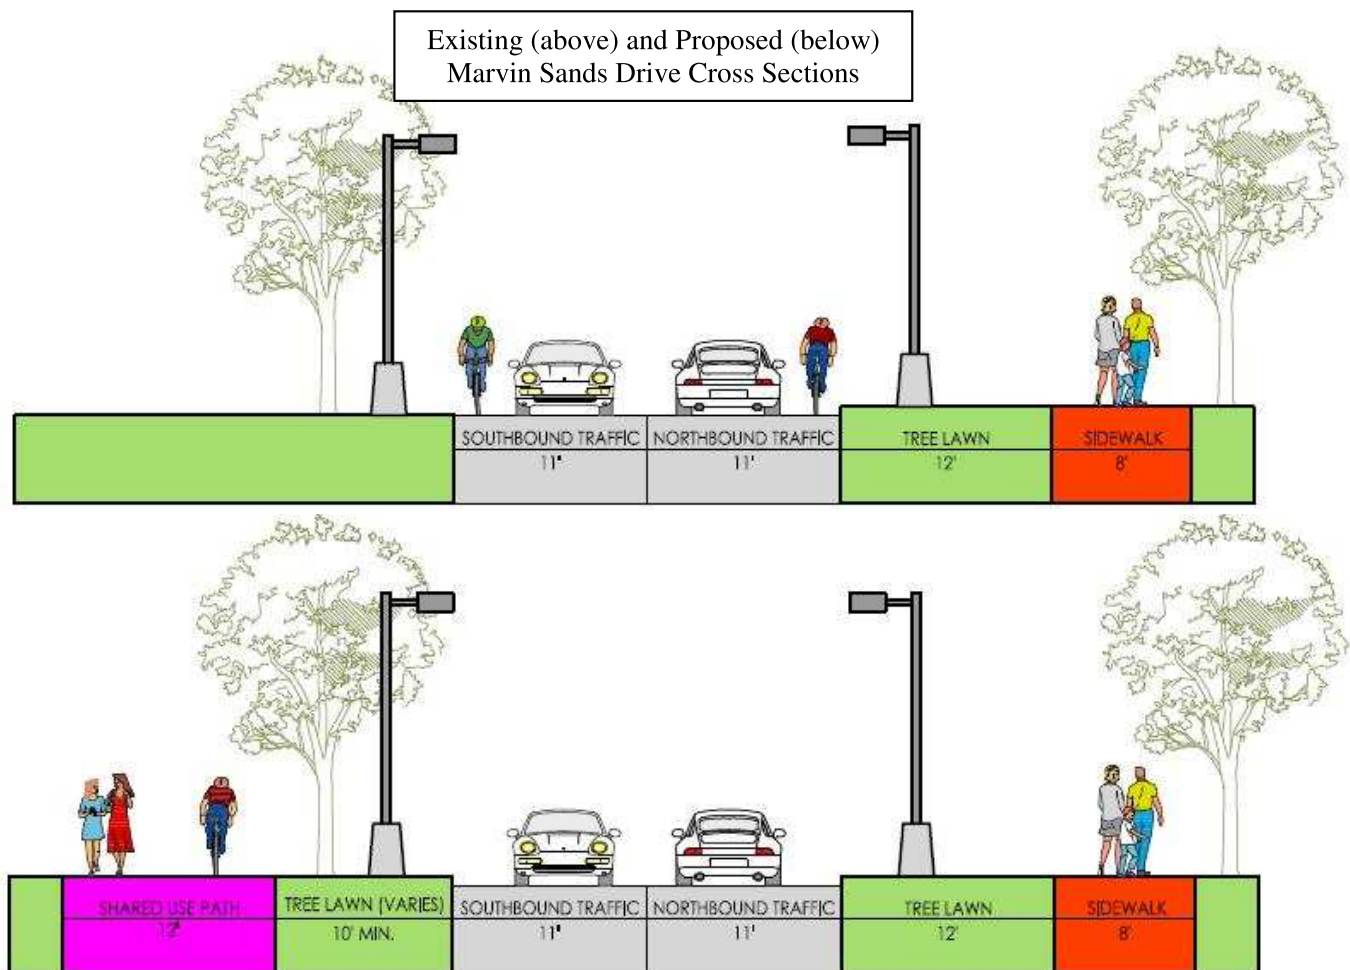 Existing (above) and Proposed (below)
Marvin Sands Drive Cross Sections
SOUTHBOUND TRAFFIC
11"
NORTHBOUND TRAFFIC
11'
TREE LAWN
12'
SIDEWALK
8'
SHARED USE PATH
12"
TREE LAWN (VARIES)
10' MIN.
SOUTHBOUND TRAFFIC
11"
NORTHBOUND TRAFFIC
11'
TREE LAWN
12'
SIDEWALK
8'